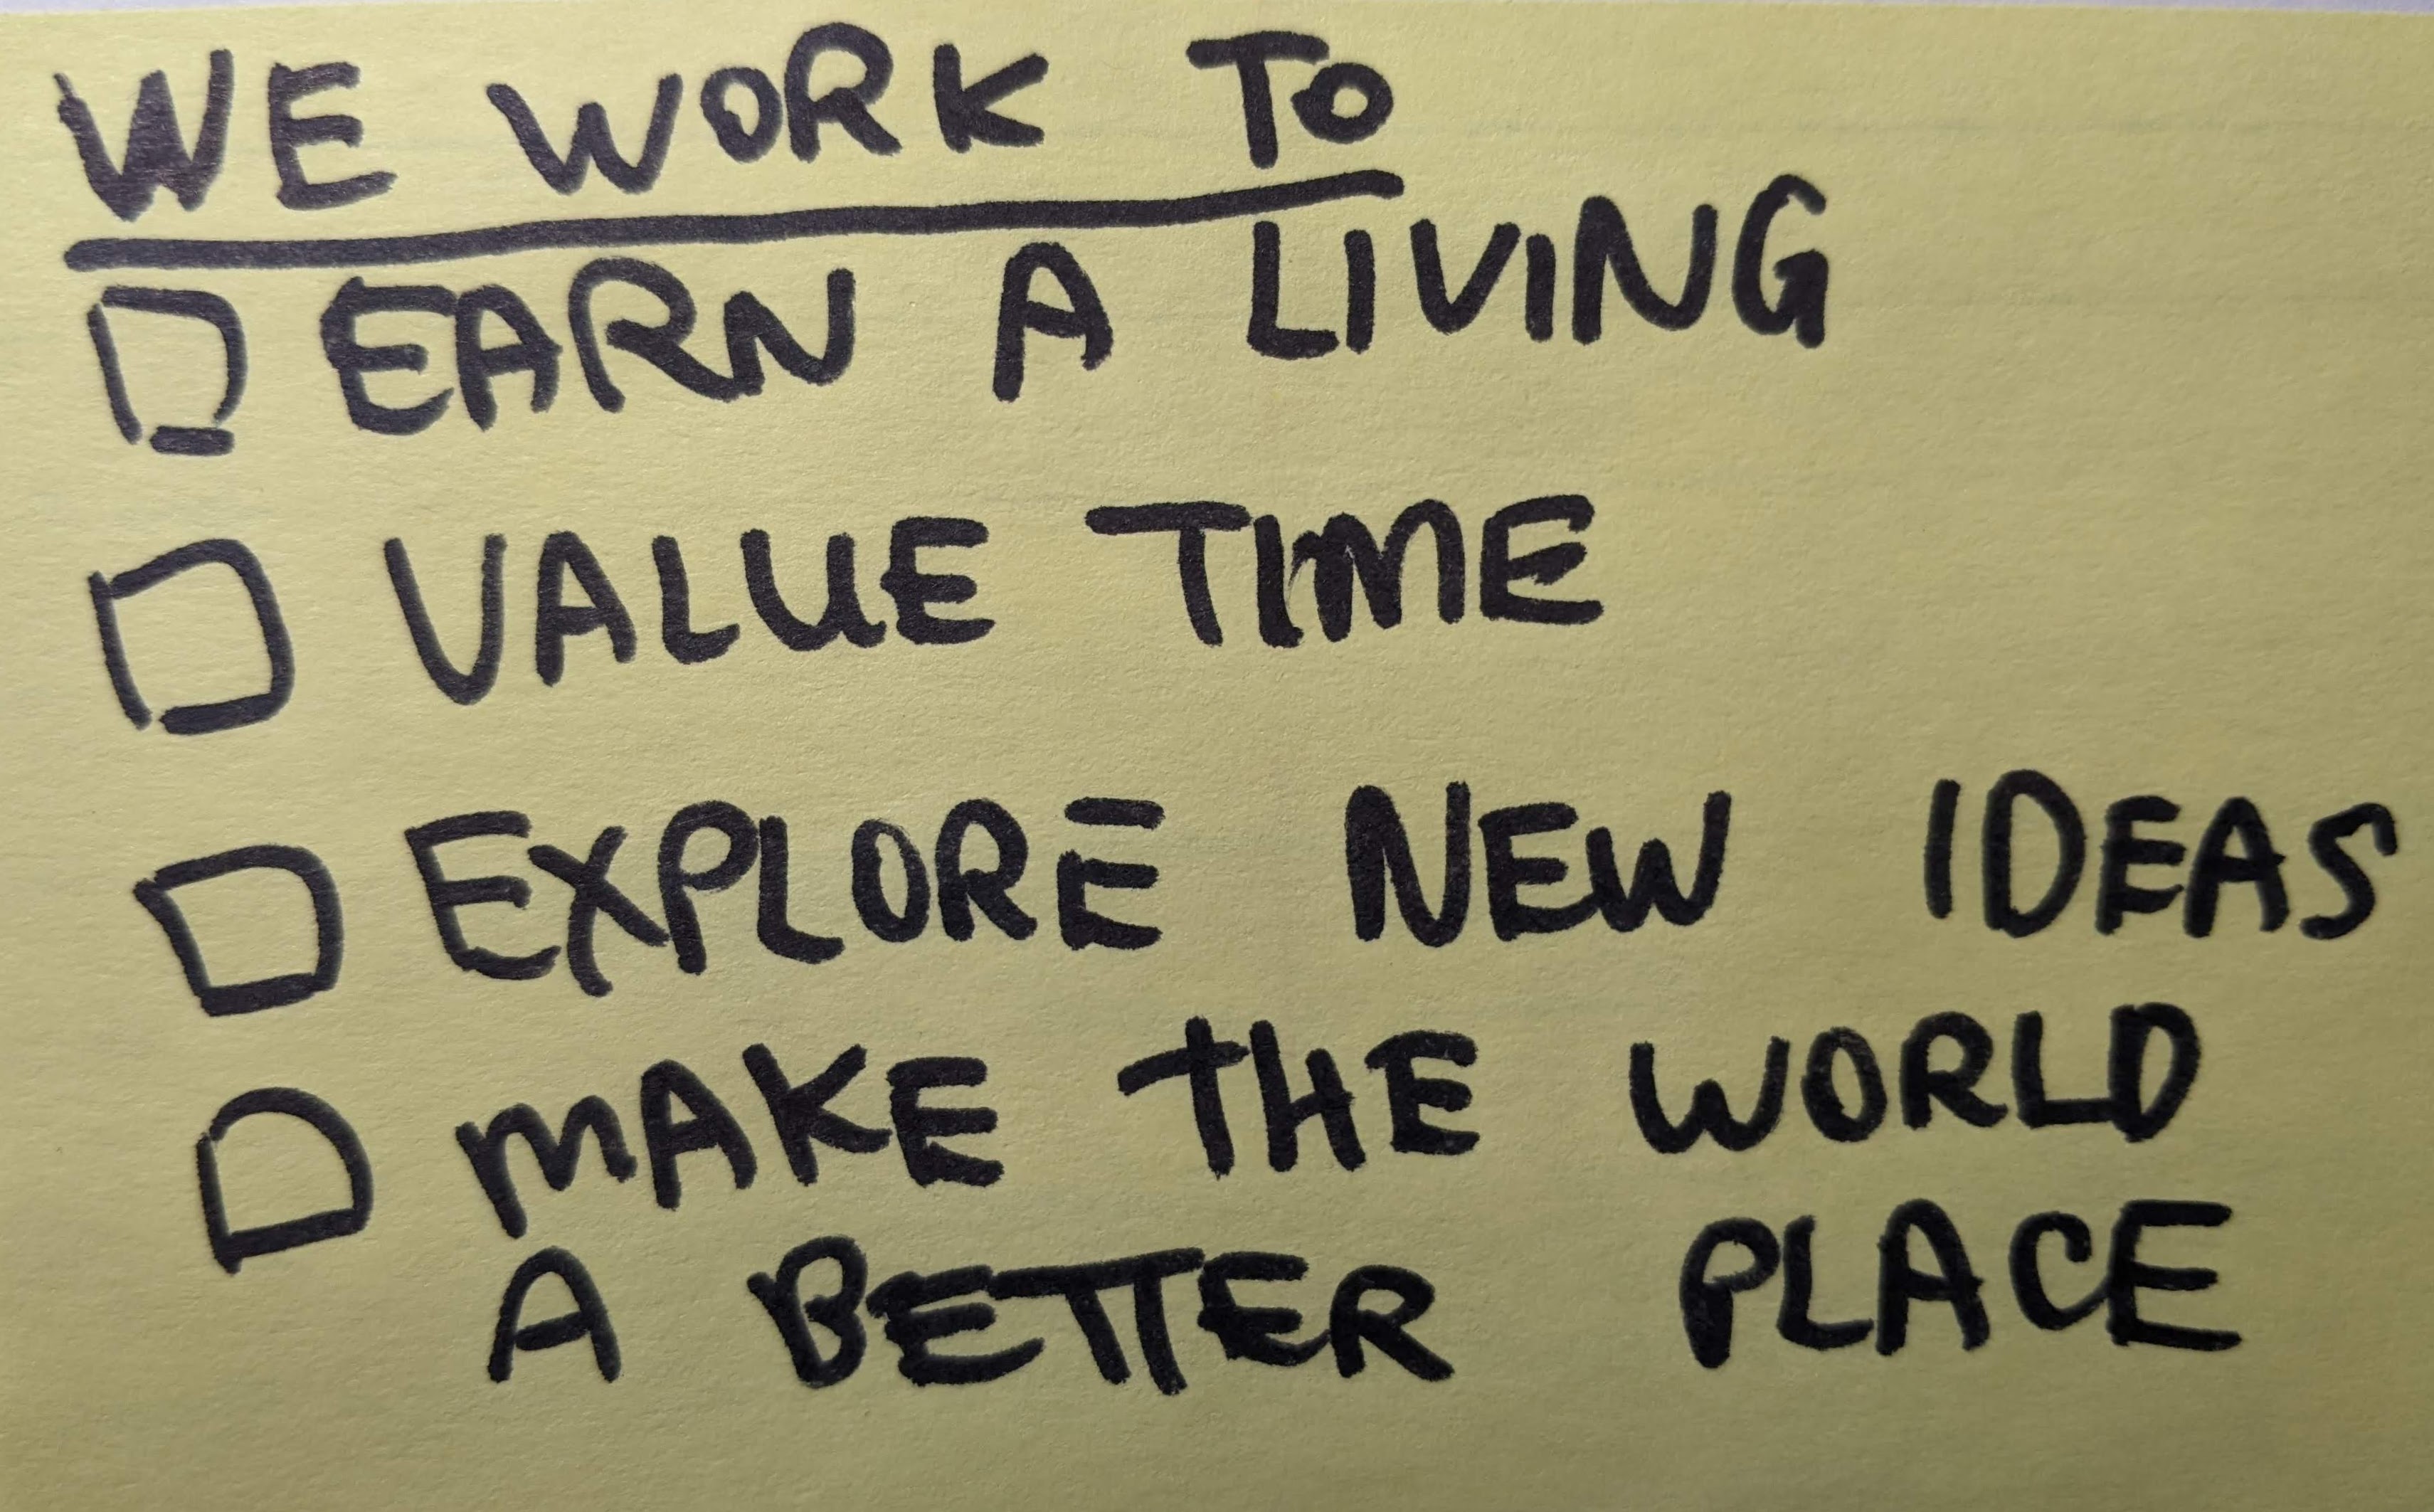 WE WORK TO
☐ EARN A LIVING
☐ VALUE TIME
☐ EXPLORE NEW IDEAS
☐ MAKE THE WORLD
A BETTER PLACE